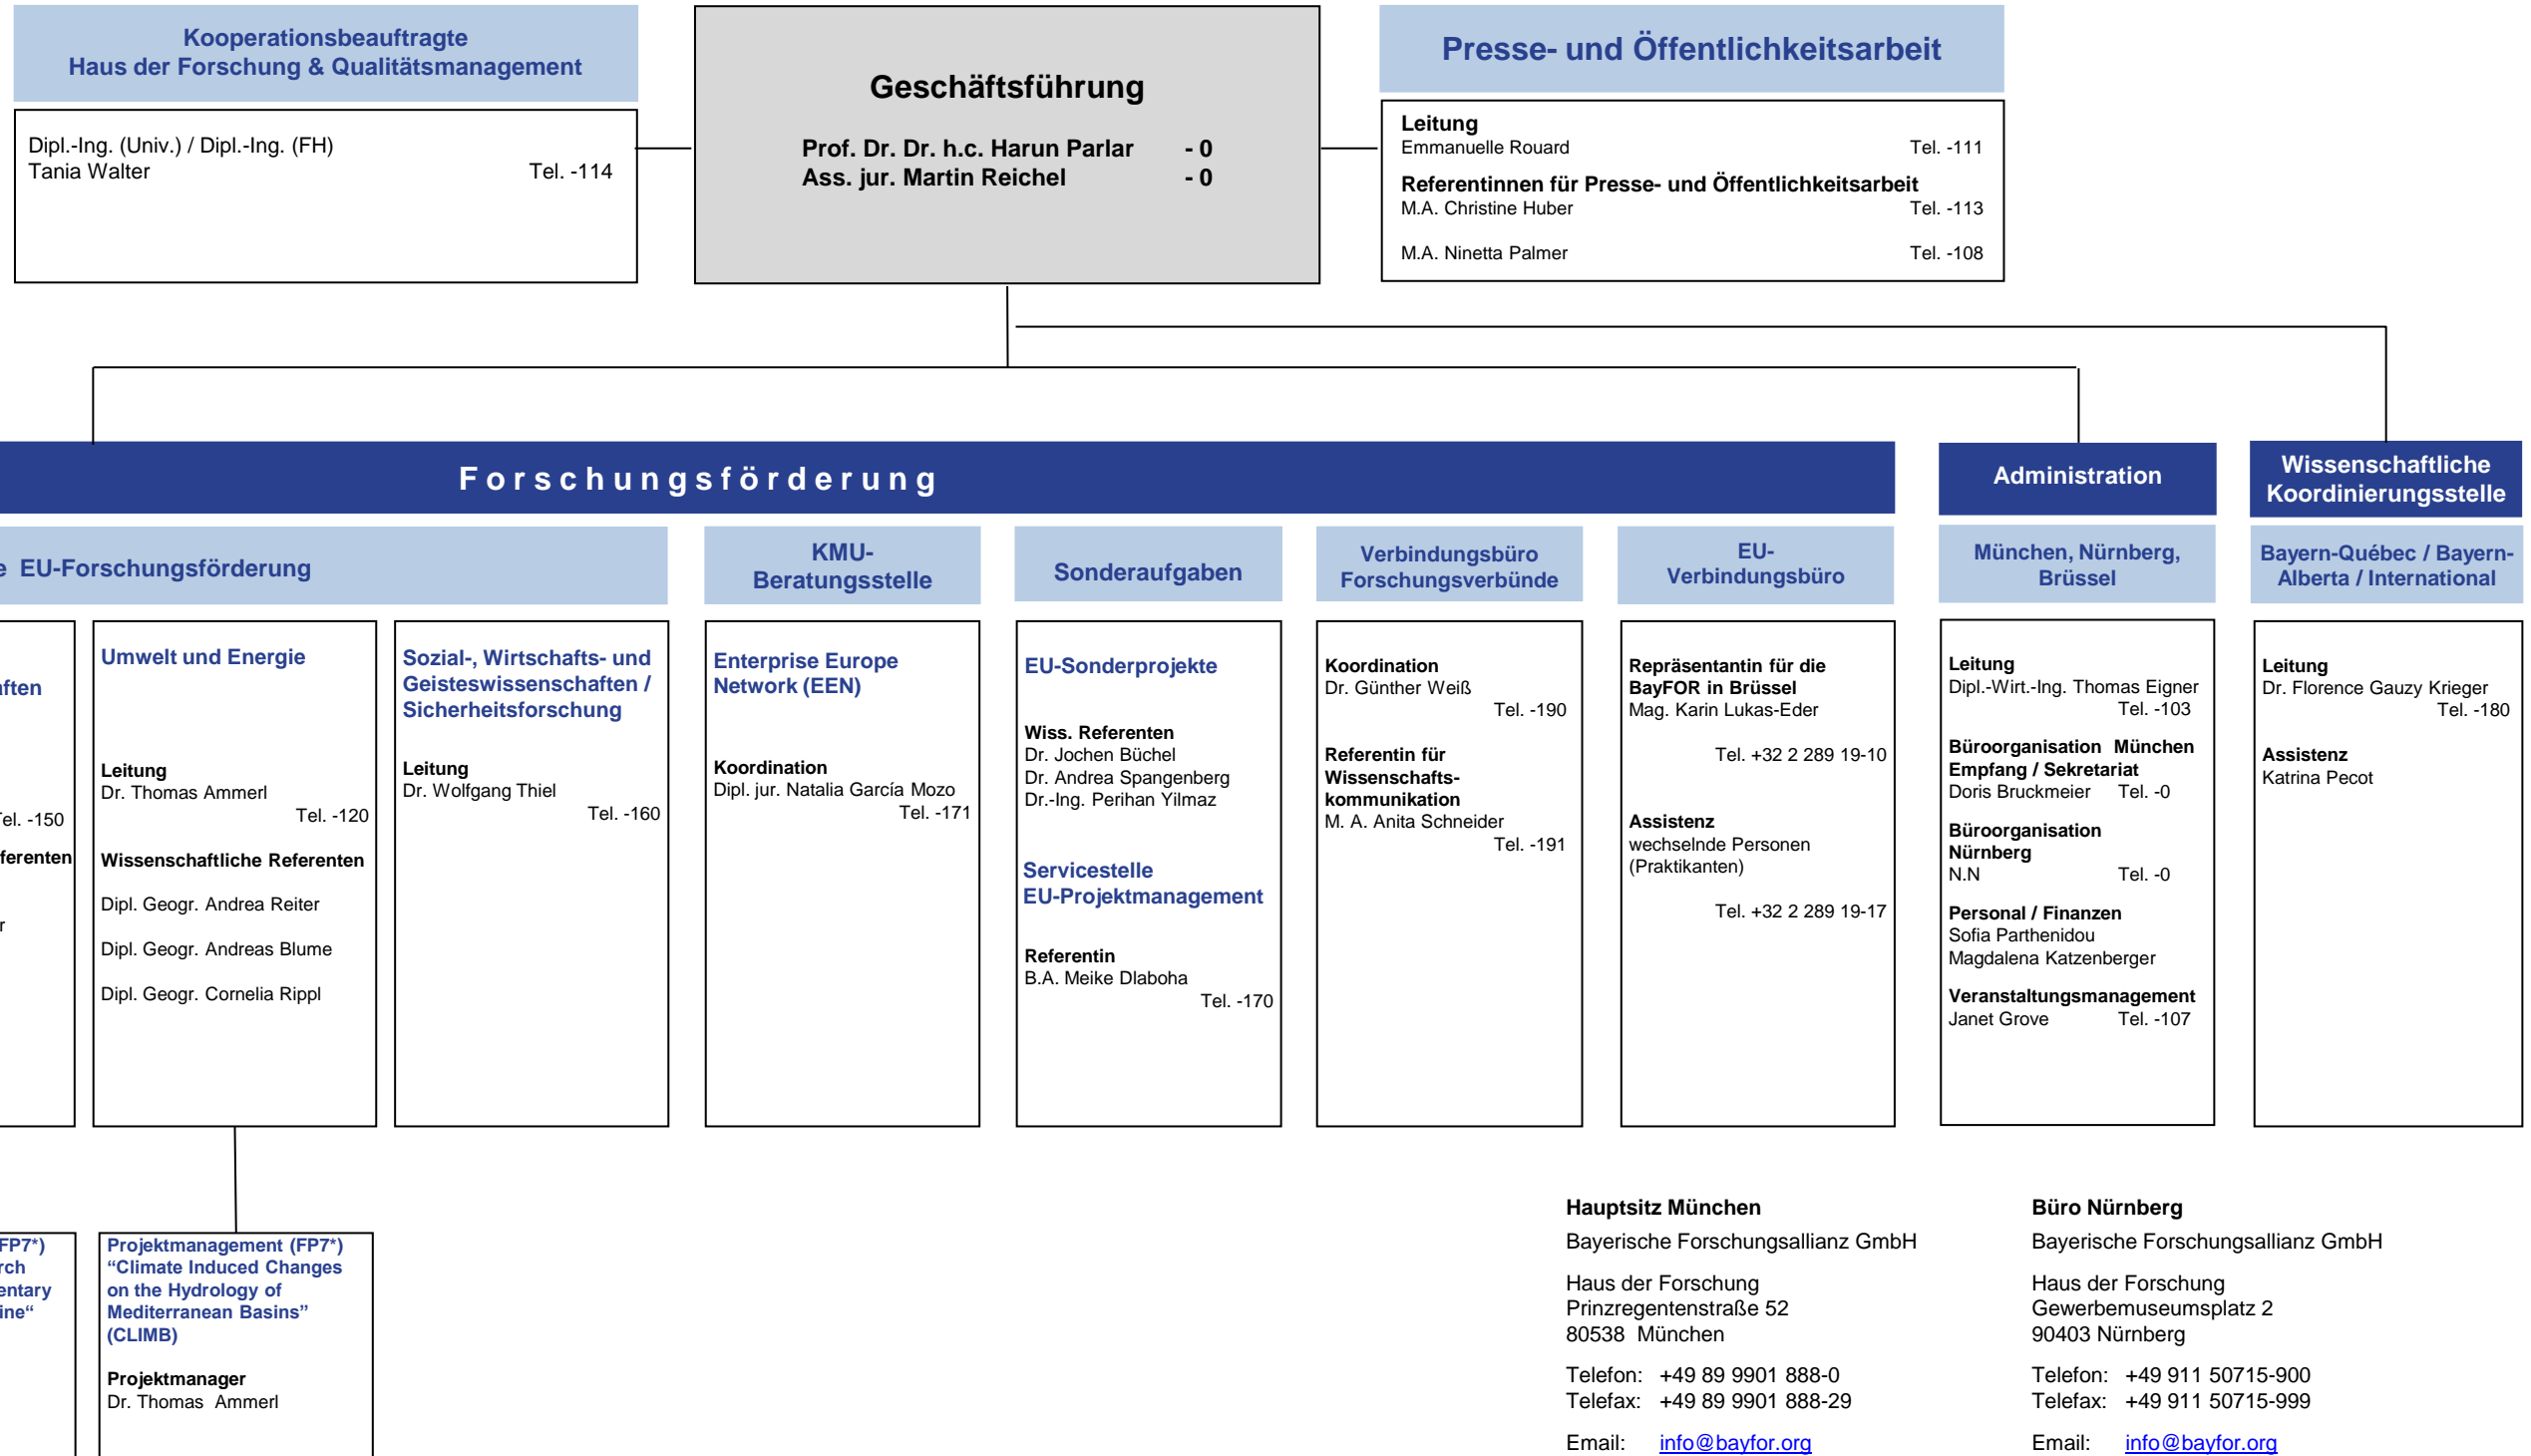 Kooperationsbeauftragte
Haus der Forschung & Qualitätsmanagement
Dipl.-Ing. (Univ.) / Dipl.-Ing. (FH)
Tania Walter Tel. -114
Geschäftsführung
Prof. Dr. Dr. h.c. Harun Parlar - 0
Ass. jur. Martin Reichel - 0
Presse- und Öffentlichkeitsarbeit
Leitung
Emmanuelle Rouard Tel. -111
Referentinnen für Presse- und Öffentlichkeitsarbeit
M.A. Christine Huber Tel. -113
M.A. Ninetta Palmer Tel. -108
Forschungsförderung
Administration
Wissenschaftliche
Koordinierungsstelle
e EU-Forschungsförderung
KMU-
Beratungsstelle
Sonderaufgaben
Verbindungsbüro
Forschungsverbünde
EU-
Verbindungsbüro
München, Nürnberg,
Brüssel
Bayern-Québec / Bayern-
Alberta / International
aften
Tel. -150
ferenten
r
Umwelt und Energie
Leitung
Dr. Thomas Ammerl
Tel. -120
Wissenschaftliche Referenten
Dipl. Geogr. Andrea Reiter
Dipl. Geogr. Andreas Blume
Dipl. Geogr. Cornelia Rippl
Sozial-, Wirtschafts- und
Geisteswissenschaften /
Sicherheitsforschung
Leitung
Dr. Wolfgang Thiel
Tel. -160
Enterprise Europe
Network (EEN)
Koordination
Dipl. jur. Natalia García Mozo
Tel. -171
EU-Sonderprojekte
Wiss. Referenten
Dr. Jochen Büchel
Dr. Andrea Spangenberg
Dr.-Ing. Perihan Yilmaz
Servicestelle
EU-Projektmanagement
Referentin
B.A. Meike Dlaboha
Tel. -170
Koordination
Dr. Günther Weiß
Tel. -190
Referentin für
Wissenschafts-
kommunikation
M. A. Anita Schneider
Tel. -191
Repräsentantin für die
BayFOR in Brüssel
Mag. Karin Lukas-Eder
Tel. +32 2 289 19-10
Assistenz
wechselnde Personen
(Praktikanten)
Tel. +32 2 289 19-17
Leitung
Dipl.-Wirt.-Ing. Thomas Eigner
Tel. -103
Büroorganisation München
Empfang / Sekretariat
Doris Bruckmeier Tel. -0
Büroorganisation
Nürnberg
N.N Tel. -0
Personal / Finanzen
Sofia Parthenidou
Magdalena Katzenberger
Veranstaltungsmanagement
Janet Grove Tel. -107
Leitung
Dr. Florence Gauzy Krieger
Tel. -180
Assistenz
Katrina Pecot
FP7*)
rch
entary
ine“
Projektmanagement (FP7*)
“Climate Induced Changes
on the Hydrology of
Mediterranean Basins”
(CLIMB)
Projektmanager
Dr. Thomas Ammerl
Hauptsitz München
Bayerische Forschungsallianz GmbH
Haus der Forschung
Prinzregentenstraße 52
80538 München
Telefon: +49 89 9901 888-0
Telefax: +49 89 9901 888-29
Email: info@bayfor.org
Büro Nürnberg
Bayerische Forschungsallianz GmbH
Haus der Forschung
Gewerbemuseumsplatz 2
90403 Nürnberg
Telefon: +49 911 50715-900
Telefax: +49 911 50715-999
Email: info@bayfor.org